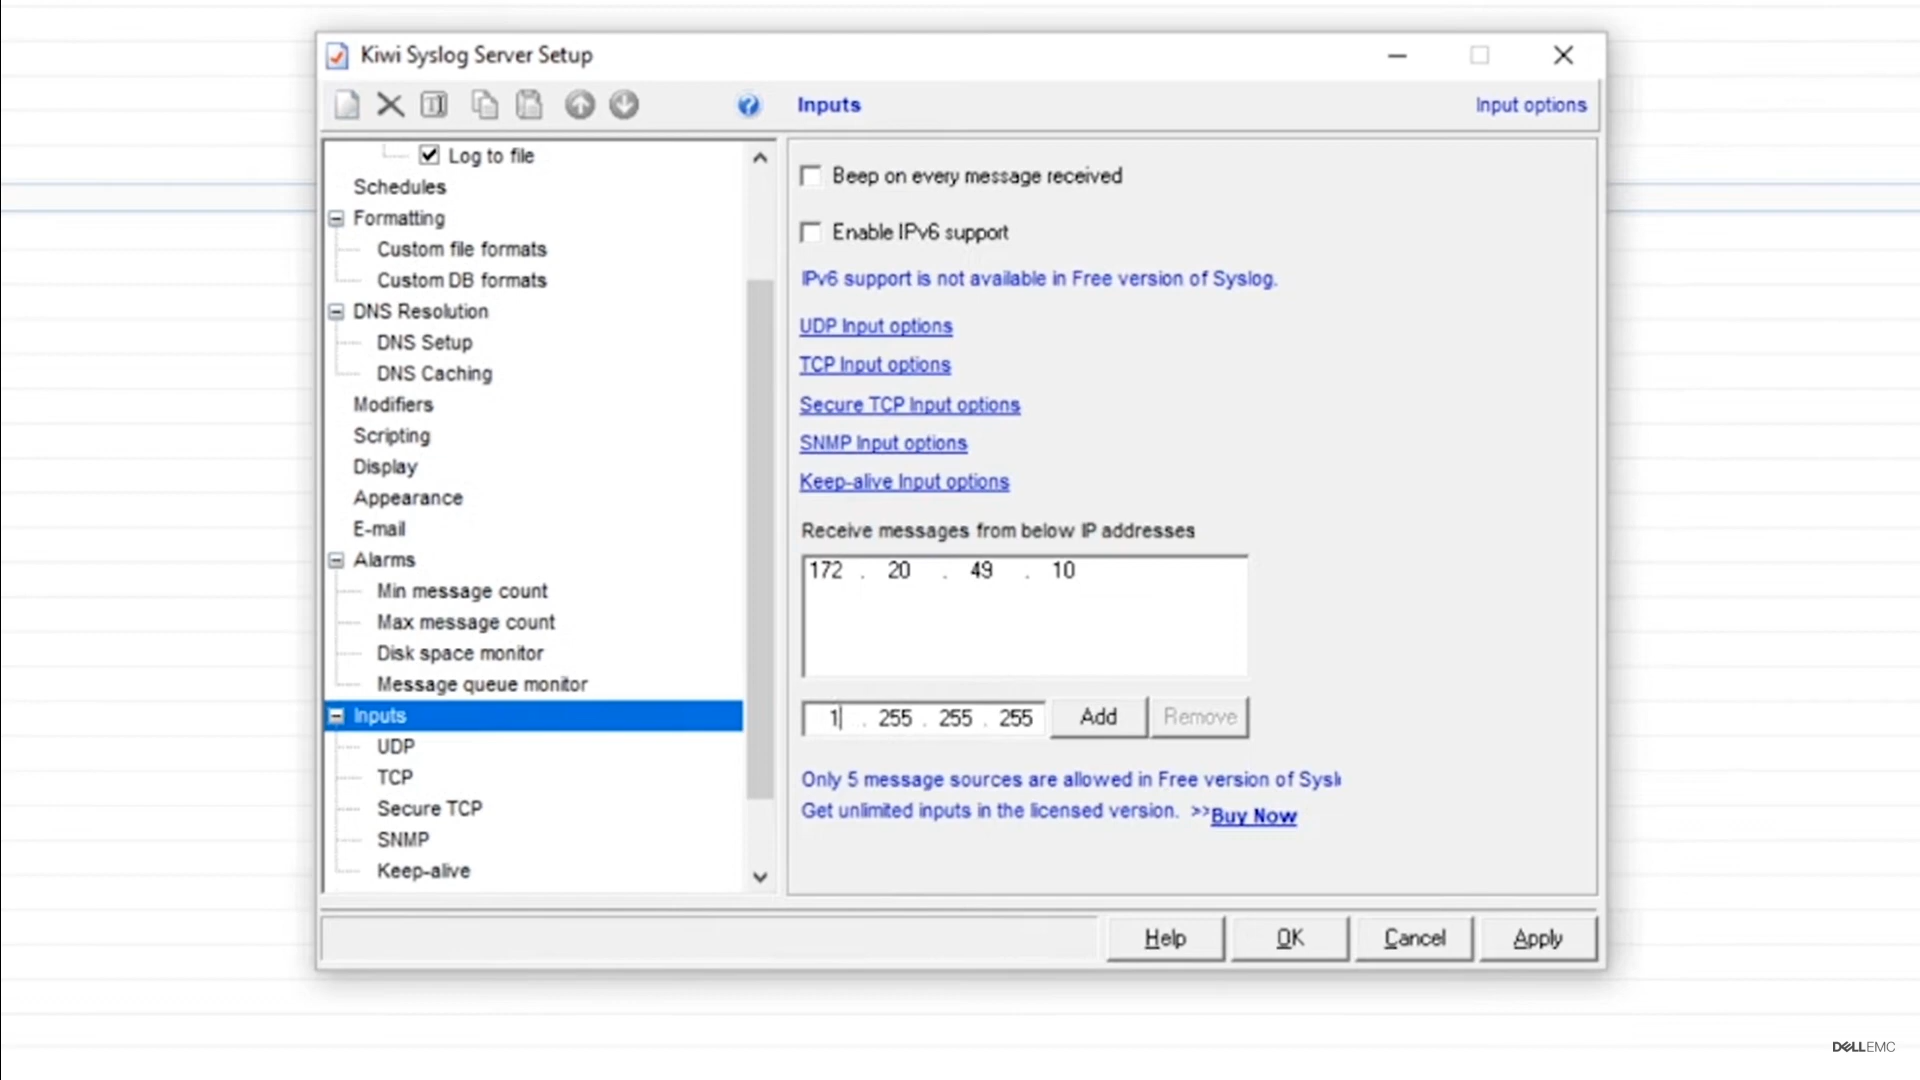 Kiwi Syslog Server Setup
Inputs
Input options
Log to file
Schedules
Formatting
Custom file formats
Custom DB formats
DNS Resolution
DNS Setup
DNS Caching
Modifiers
Scripting
Display
Appearance
E-mail
Alarms
Min message count
Max message count
Disk space monitor
Message queue monitor
Inputs
UDP
TCP
Secure TCP
SNMP
Keep-alive
Beep on every message received
Enable IPv6 support
IPv6 support is not available in Free version of Syslog.
UDP Input options
TCP Input options
Secure TCP Input options
SNMP Input options
Keep-alive Input options
Receive messages from below IP addresses
172 . 20 . 49 . 10
1 . 255 . 255 . 255
Add
Remove
Only 5 message sources are allowed in Free version of Sysl
Get unlimited inputs in the licensed version. >>Buy Now
Help
OK
Cancel
Apply
DELLEMC